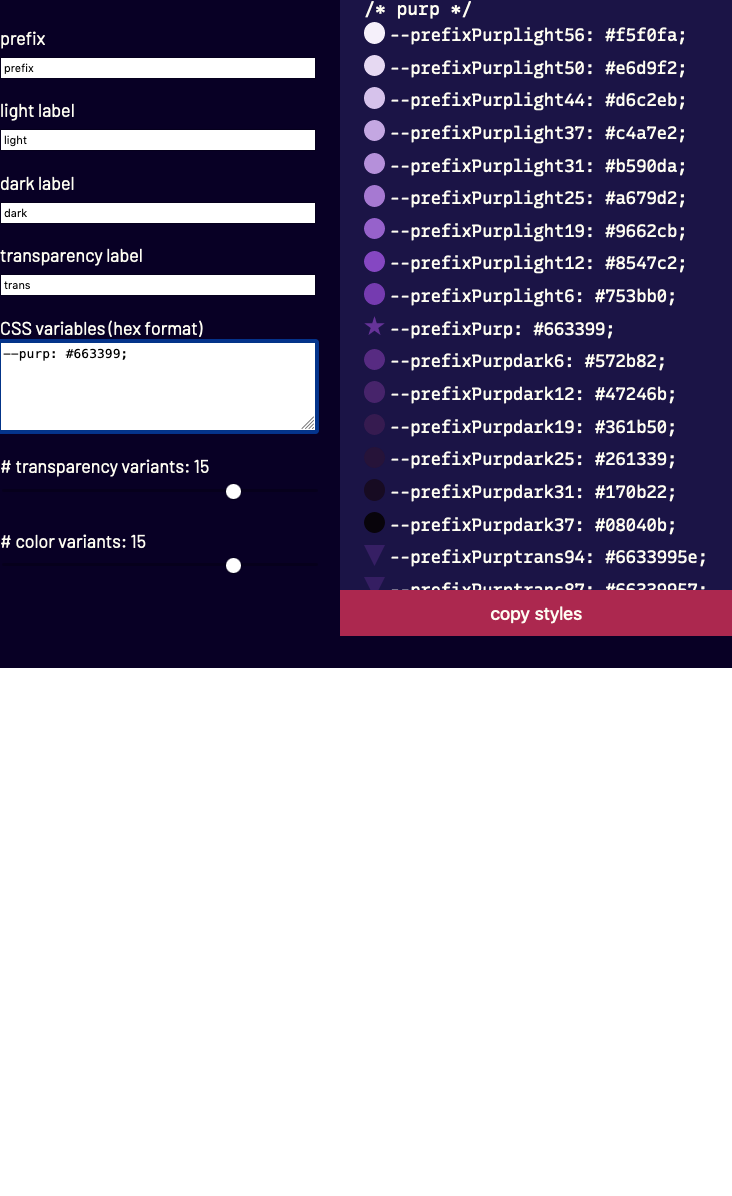 prefix
prefix
light label
light
dark label
dark
transparency label
trans
CSS variables (hex format)
--purp: #663399;
# transparency variants: 15
# color variants: 15
/* purp */
--prefixPurplight56: #f5f0fa;
--prefixPurplight50: #e6d9f2;
--prefixPurplight44: #d6c2eb;
--prefixPurplight37: #c4a7e2;
--prefixPurplight31: #b590da;
--prefixPurplight25: #a679d2;
--prefixPurplight19: #9662cb;
--prefixPurplight12: #8547c2;
--prefixPurplight6: #753bb0;
--prefixPurp: #663399;
--prefixPurpdark6: #572b82;
--prefixPurpdark12: #47246b;
--prefixPurpdark19: #361b50;
--prefixPurpdark25: #261339;
--prefixPurpdark31: #170b22;
--prefixPurpdark37: #08040b;
--prefixPurptrans94: #6633995e;
--prefixPurptrans87: #66339957;
copy styles